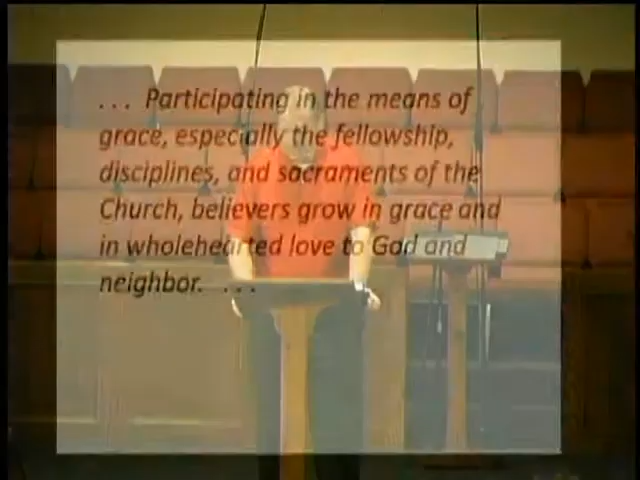 . . . Participating in the means of
grace, especially the fellowship,
disciplines, and sacraments of the
Church, believers grow in grace and
in wholehearted love to God and
neighbor. . . .